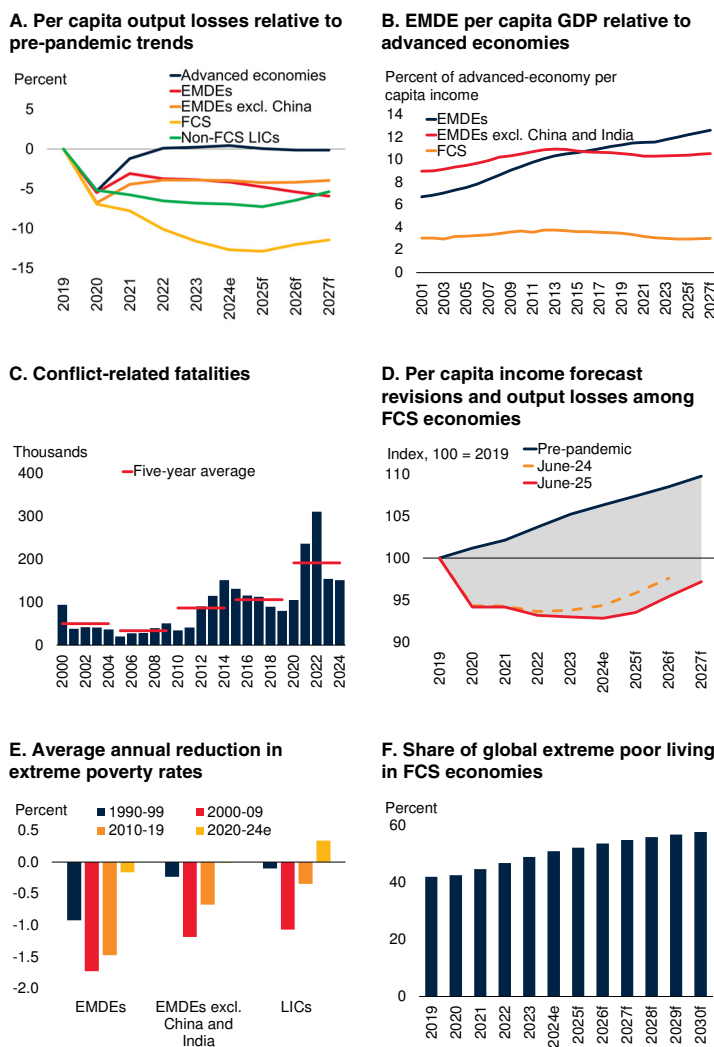 A. Per capita output losses relative to
pre-pandemic trends
Percent
Advanced economies
EMDEs
EMDEs excl. China
FCS
Non-FCS LICs
5
0
-5
-10
-15
2019
2020
2021
2022
2023
2024e
2025f
2026f
2027f
B. EMDE per capita GDP relative to
advanced economies
Percent of advanced-economy per
capita income
EMDEs
EMDEs excl. China and India
FCS
14
12
10
8
6
4
2
0
2001
2003
2005
2007
2009
2011
2013
2015
2017
2019
2021
2023
2025f
2027f
C. Conflict-related fatalities
Thousands
Five-year average
400
300
200
100
0
2000
2002
2004
2006
2008
2010
2012
2014
2016
2018
2020
2022
2024
D. Per capita income forecast
revisions and output losses among
FCS economies
Index, 100 = 2019
Pre-pandemic
June-24
June-25
110
105
100
95
90
2019
2020
2021
2022
2023
2024e
2025f
2026f
2027f
E. Average annual reduction in
extreme poverty rates
Percent
1990-99
2000-09
2010-19
2020-24e
0.5
0.0
-0.5
-1.0
-1.5
-2.0
EMDEs
EMDEs excl.
China and
India
LICs
F. Share of global extreme poor living
in FCS economies
Percent
60
40
20
0
2019
2020
2021
2022
2023
2024e
2025f
2026f
2027f
2028f
2029f
2030f